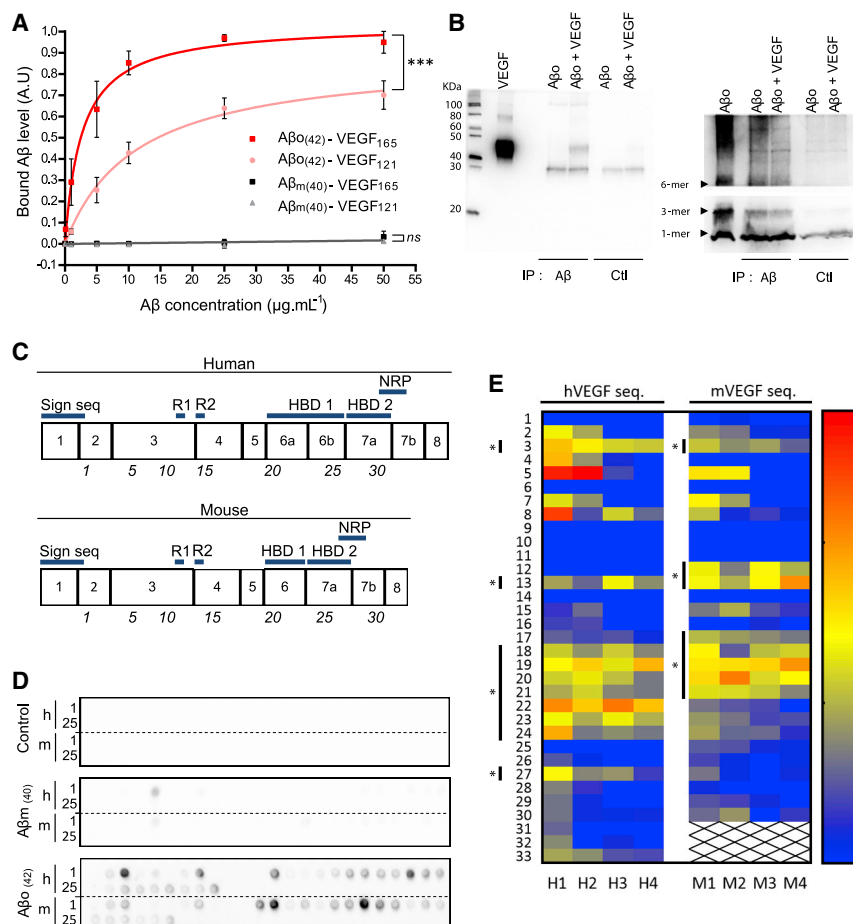 A
Bound Aβ level (A.U)
1,0
0.9
0.8
0.7
0.6
0.5
0.4
0.3
0.2
0.1
0.0
-0.1
0 5 10 15 20 25 30 35 40 45 50 55
Aβ concentration (µg.mL⁻¹)
***
Aβo(42) - VEGF165
Aβo(42) - VEGF121
Aβm(40) - VEGF165
Aβm(40) - VEGF121
ns
B
KDa
100
80
60
50
40
30
20
VEGF
Aβo
Aβo + VEGF
Aβo
Aβo + VEGF
IP : Aβ Ctl
Aβo
Aβo
Aβo + VEGF
Aβo
Aβo + VEGF
6-mer
3-mer
1-mer
IP : Aβ Ctl
C
Human
NRP
Sign seq R1 R2 HBD 1 HBD 2
1 2 3 4 5 6a 6b 7a 7b 8
1 5 10 15 20 25 30
Mouse
NRP
Sign seq R1 R2 HBD 1 HBD 2
1 2 3 4 5 6 7a 7b 8
1 5 10 15 20 25 30
D
Control
h 1
25
m 1
25
Aβm (40)
h 1
25
m 1
25
Aβo (42)
h 1
25
m 1
25
E
hVEGF seq. mVEGF seq.
1
2
* 3 *
4
5
6
7
8
9
10
11
12
* 13 *
14
15
16
17
18
19 *
20
* 21
22
23
24
25
26
* 27
28
29
30
31
32
33
H1 H2 H3 H4 M1 M2 M3 M4